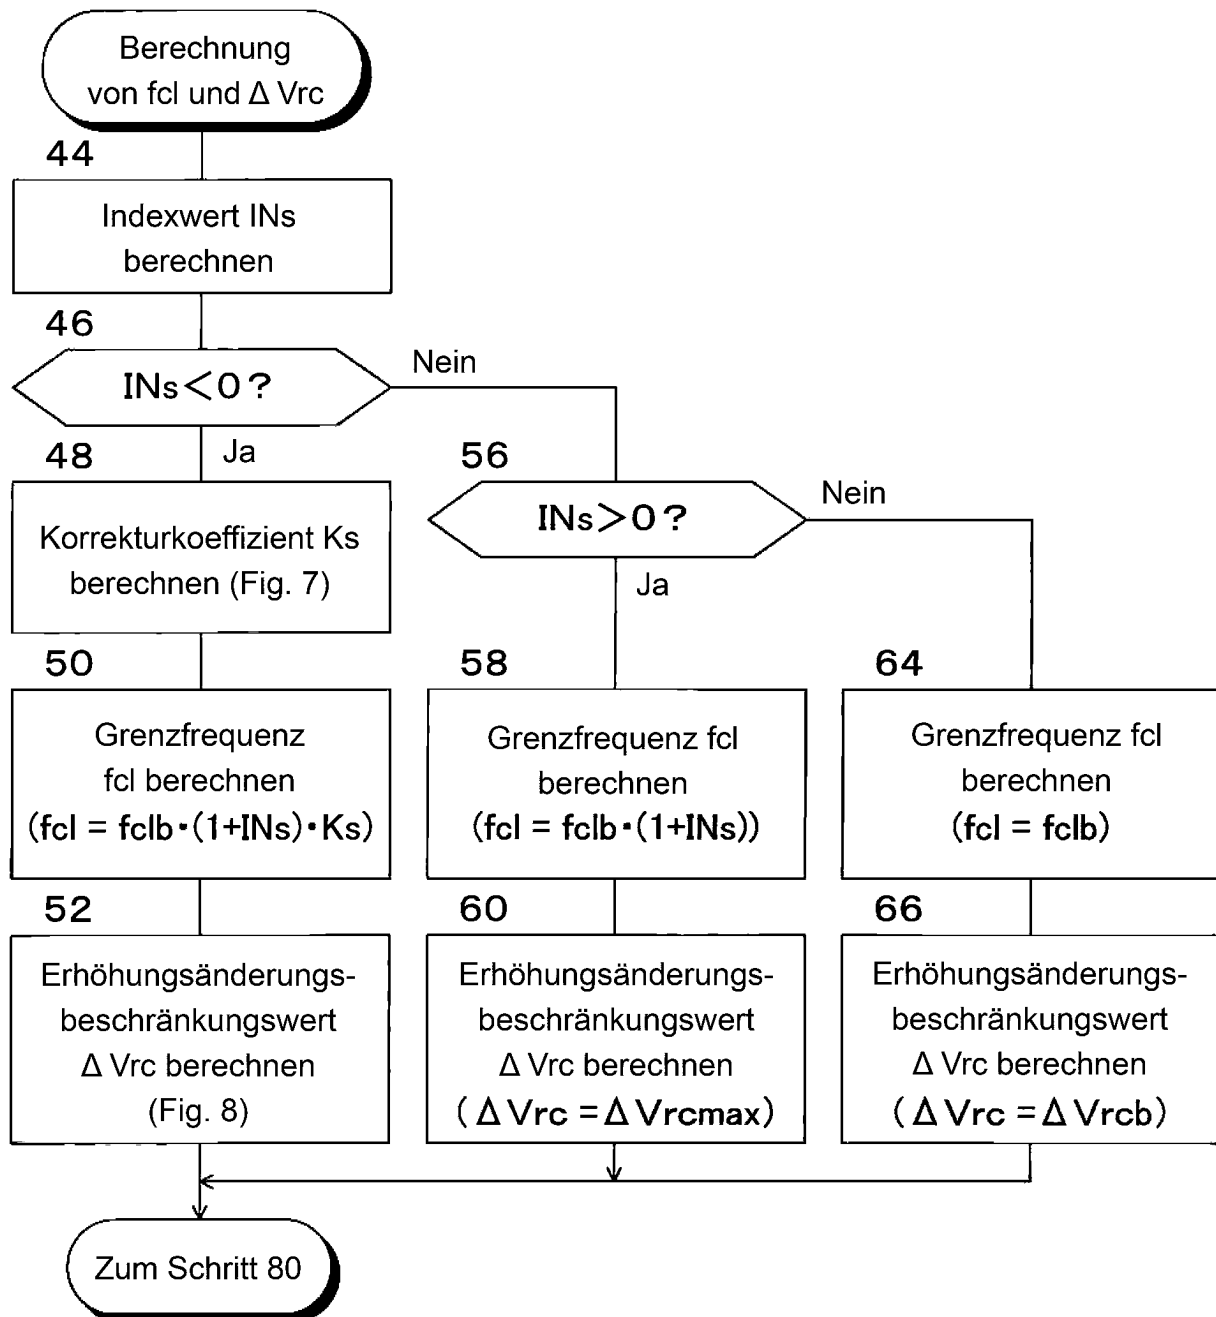 Berechnung
von fcl und Δ Vrc
44
Indexwert INs
berechnen
46
INs<0?
Nein
Ja
48
Korrekturkoeffizient Ks
berechnen (Fig. 7)
56
INs>0?
Nein
Ja
50
Grenzfrequenz
fcl berechnen
(fcl = fclb·(1+INs)·Ks)
58
Grenzfrequenz fcl
berechnen
(fcl = fclb·(1+INs))
64
Grenzfrequenz fcl
berechnen
(fcl = fclb)
52
Erhöhungsänderungs-
beschränkungswert
Δ Vrc berechnen
(Fig. 8)
60
Erhöhungsänderungs-
beschränkungswert
Δ Vrc berechnen
(Δ Vrc = Δ Vrcmax)
66
Erhöhungsänderungs-
beschränkungswert
Δ Vrc berechnen
(Δ Vrc = Δ Vrcb)
Zum Schritt 80